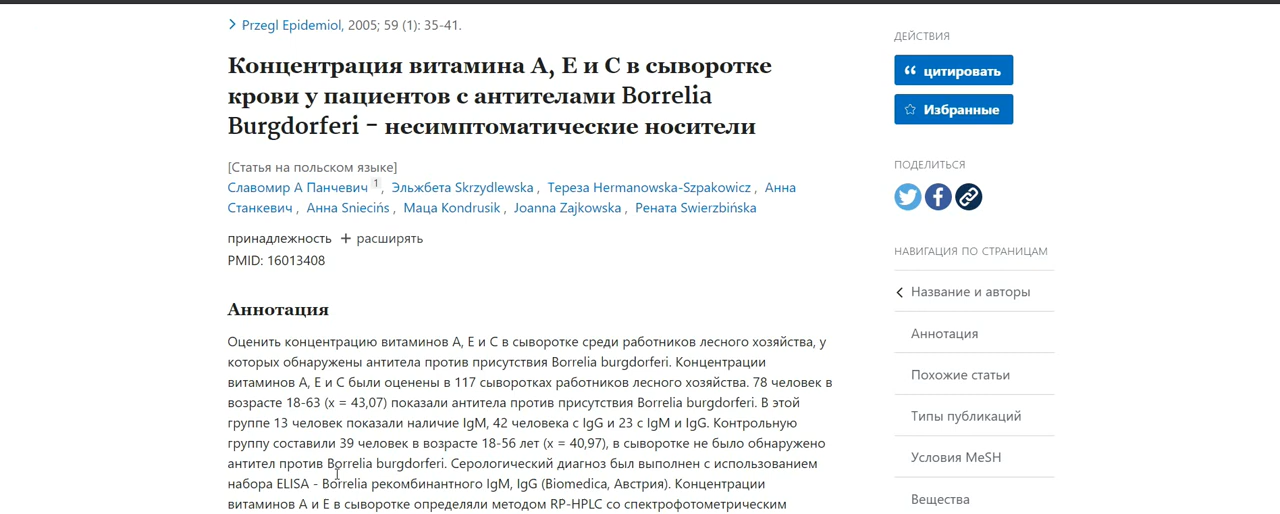 Przegl Epidemiol, 2005; 59 (1): 35-41.
Концентрация витамина А, Е и С в сыворотке
крови у пациентов с антителами Borrelia
Burgdorferi - несимптоматические носители
[Статья на польском языке]
Славомир А Панчевич 1, Эльжбета Skrzydlewska , Тереза Hermanowska-Szpakowicz , Анна
Станкевич , Анна Sniecińs , Маца Kondrusik , Joanna Zajkowska , Рената Swierzbińska
принадлежность + расширять
PMID: 16013408
Аннотация
Оценить концентрацию витаминов А, Е и С в сыворотке среди работников лесного хозяйства, у
которых обнаружены антитела против присутствия Borrelia burgdorferi. Концентрации
витаминов А, Е и С были оценены в 117 сыворотках работников лесного хозяйства. 78 человек в
возрасте 18-63 (x = 43,07) показали антитела против присутствия Borrelia burgdorferi. В этой
группе 13 человек показали наличие IgM, 42 человека с IgG и 23 с IgM и IgG. Контрольную
группу составили 39 человек в возрасте 18-56 лет (x = 40,97), в сыворотке не было обнаружено
антител против Borrelia burgdorferi. Серологический диагноз был выполнен с использованием
набора ELISA - Borrelia рекомбинантного IgM, IgG (Biomedica, Австрия). Концентрации
витаминов А и Е в сыворотке определяли методом RP-HPLC со спектрофотометрическим
ДЕЙСТВИЯ
цитировать
Избранные
ПОДЕЛИТЬСЯ
НАВИГАЦИЯ ПО СТРАНИЦАМ
Название и авторы
Аннотация
Похожие статьи
Типы публикаций
Условия MeSH
Вещества